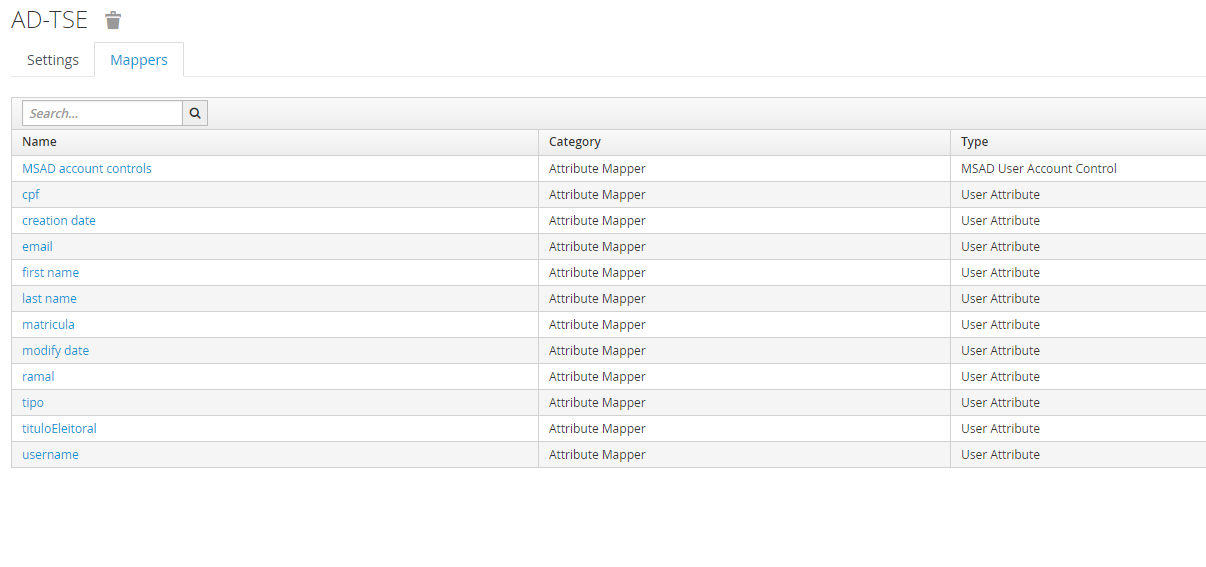 AD-TSE
Settings Mappers
Search...
Name Category Type
MSAD account controls Attribute Mapper MSAD User Account Control
cpf Attribute Mapper User Attribute
creation date Attribute Mapper User Attribute
email Attribute Mapper User Attribute
first name Attribute Mapper User Attribute
last name Attribute Mapper User Attribute
matricula Attribute Mapper User Attribute
modify date Attribute Mapper User Attribute
ramal Attribute Mapper User Attribute
tipo Attribute Mapper User Attribute
tituloEleitoral Attribute Mapper User Attribute
username Attribute Mapper User Attribute